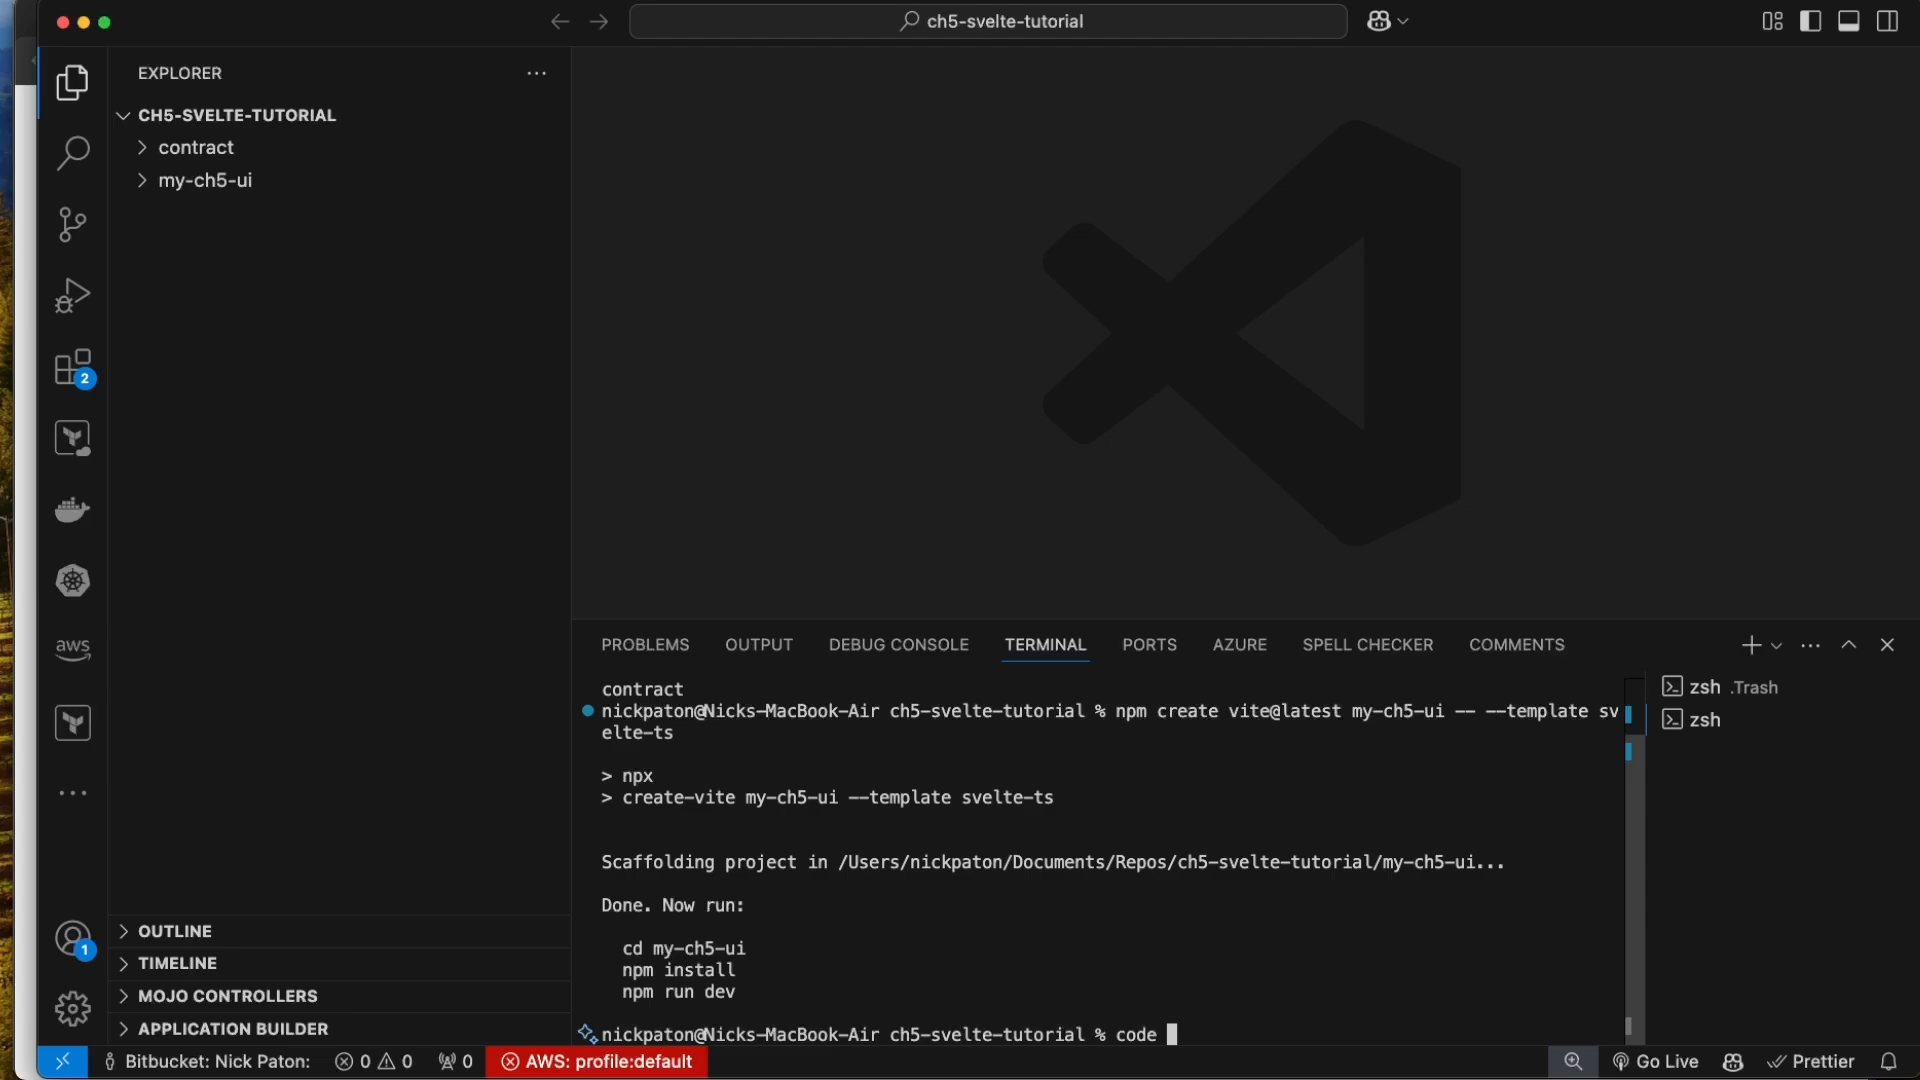 ch5-svelte-tutorial
EXPLORER
CH5-SVELTE-TUTORIAL
contract
my-ch5-ui
2
aws
1
OUTLINE
TIMELINE
MOJO CONTROLLERS
APPLICATION BUILDER
PROBLEMS OUTPUT DEBUG CONSOLE TERMINAL PORTS AZURE SPELL CHECKER COMMENTS
contract
nickpaton@Nicks-MacBook-Air ch5-svelte-tutorial % npm create vite@latest my-ch5-ui -- --template sv
elte-ts
> npx
> create-vite my-ch5-ui --template svelte-ts
Scaffolding project in /Users/nickpaton/Documents/Repos/ch5-svelte-tutorial/my-ch5-ui...
Done. Now run:
cd my-ch5-ui
npm install
npm run dev
nickpaton@Nicks-MacBook-Air ch5-svelte-tutorial % code
zsh .Trash
zsh
Bitbucket: Nick Paton: 0 0 0 AWS: profile:default Go Live Prettier